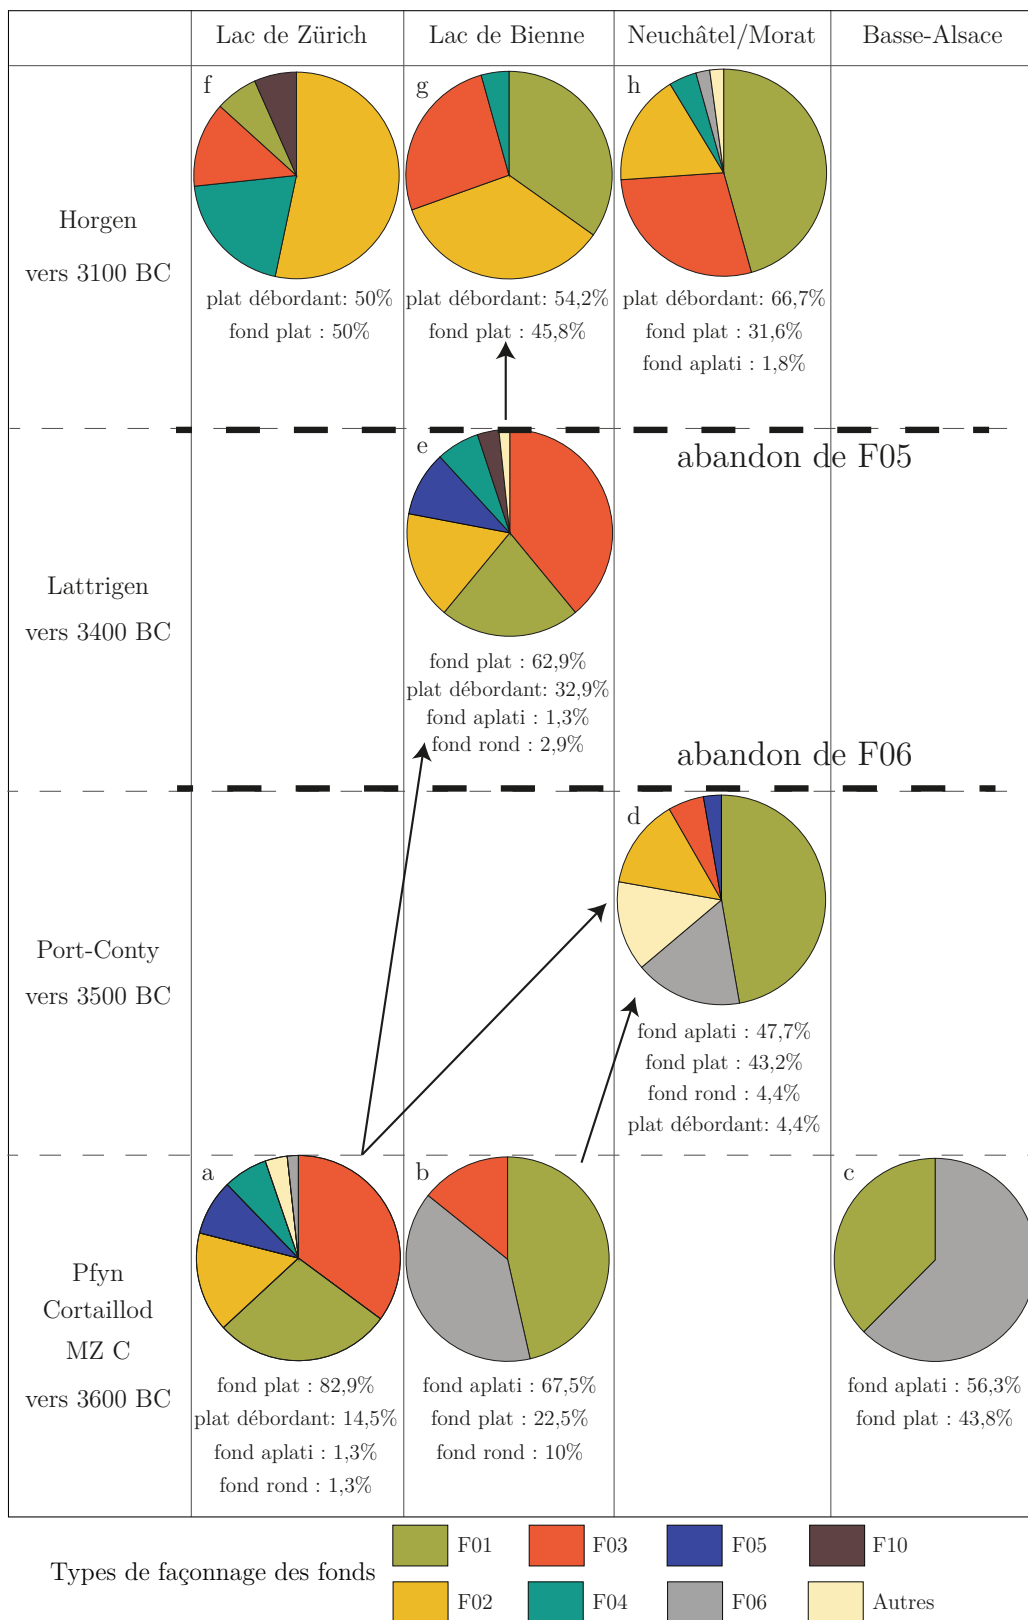 Lac de Zürich
Lac de Bienne
Neuchâtel/Morat
Basse-Alsace
Horgen
vers 3100 BC
f
plat débordant: 50%
fond plat : 50%
g
plat débordant: 54,2%
fond plat : 45,8%
h
plat débordant: 66,7%
fond plat : 31,6%
fond aplati : 1,8%
abandon de F05
Lattrigen
vers 3400 BC
e
fond plat : 62,9%
plat débordant: 32,9%
fond aplati : 1,3%
fond rond : 2,9%
abandon de F06
Port-Conty
vers 3500 BC
d
fond aplati : 47,7%
fond plat : 43,2%
fond rond : 4,4%
plat débordant: 4,4%
Pfyn
Cortaillod
MZ C
vers 3600 BC
a
fond plat : 82,9%
plat débordant: 14,5%
fond aplati : 1,3%
fond rond : 1,3%
b
fond aplati : 67,5%
fond plat : 22,5%
fond rond : 10%
c
fond aplati : 56,3%
fond plat : 43,8%
Types de façonnage des fonds
F01
F03
F05
F10
F02
F04
F06
Autres